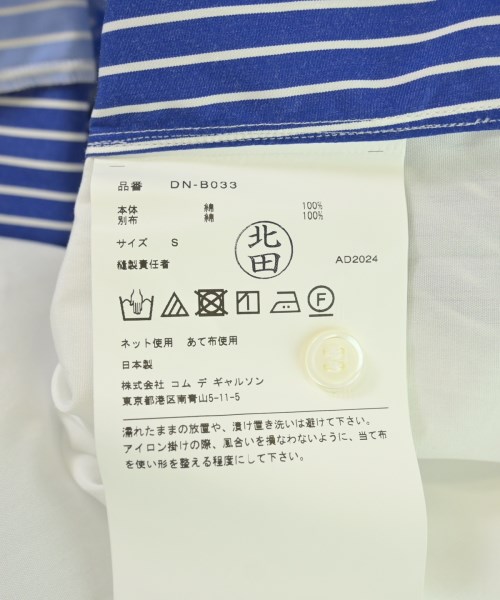 品番 DN-B033
本体 綿 100%
別布 綿 100%
サイズ S
縫製責任者
北田
AD2024
F
ネット使用 あて布使用
日本製
株式会社 コム デ ギャルソン
東京都港区南青山5-11-5
濡れたままの放置や、漬け置き洗いは避けて下さい。
アイロン掛けの際、風合いを損なわないように、当て布
を使い形を整える程度にして下さい。